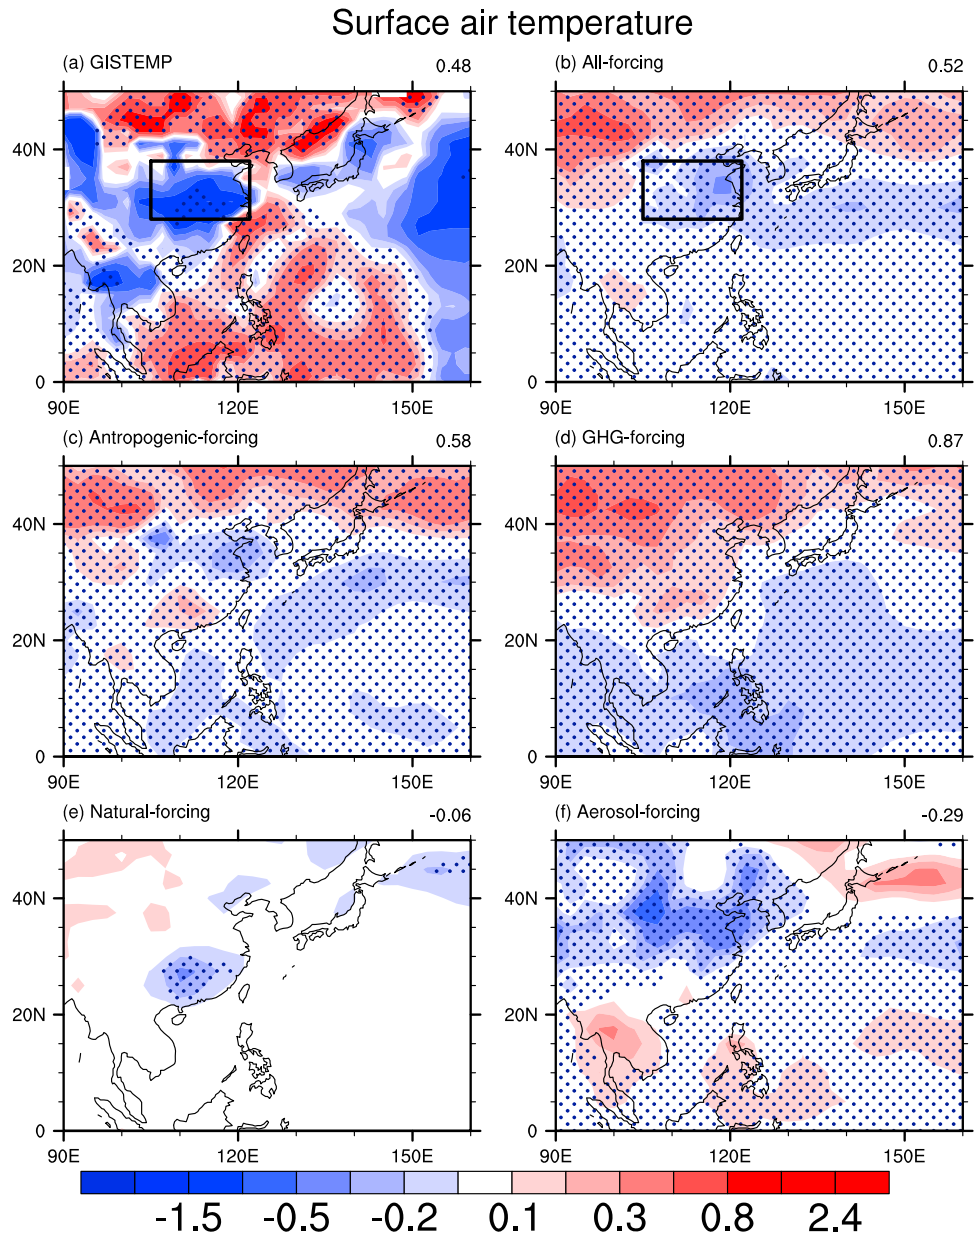 Surface air temperature
(a) GISTEMP 0.48
(b) All-forcing 0.52
40N
20N
0
90E 120E 150E
40N
20N
0
90E 120E 150E
(c) Antropogenic-forcing 0.58
(d) GHG-forcing 0.87
40N
20N
0
90E 120E 150E
40N
20N
0
90E 120E 150E
(e) Natural-forcing -0.06
(f) Aerosol-forcing -0.29
40N
20N
0
90E 120E 150E
40N
20N
0
90E 120E 150E
-1.5 -0.5 -0.2 0.1 0.3 0.8 2.4